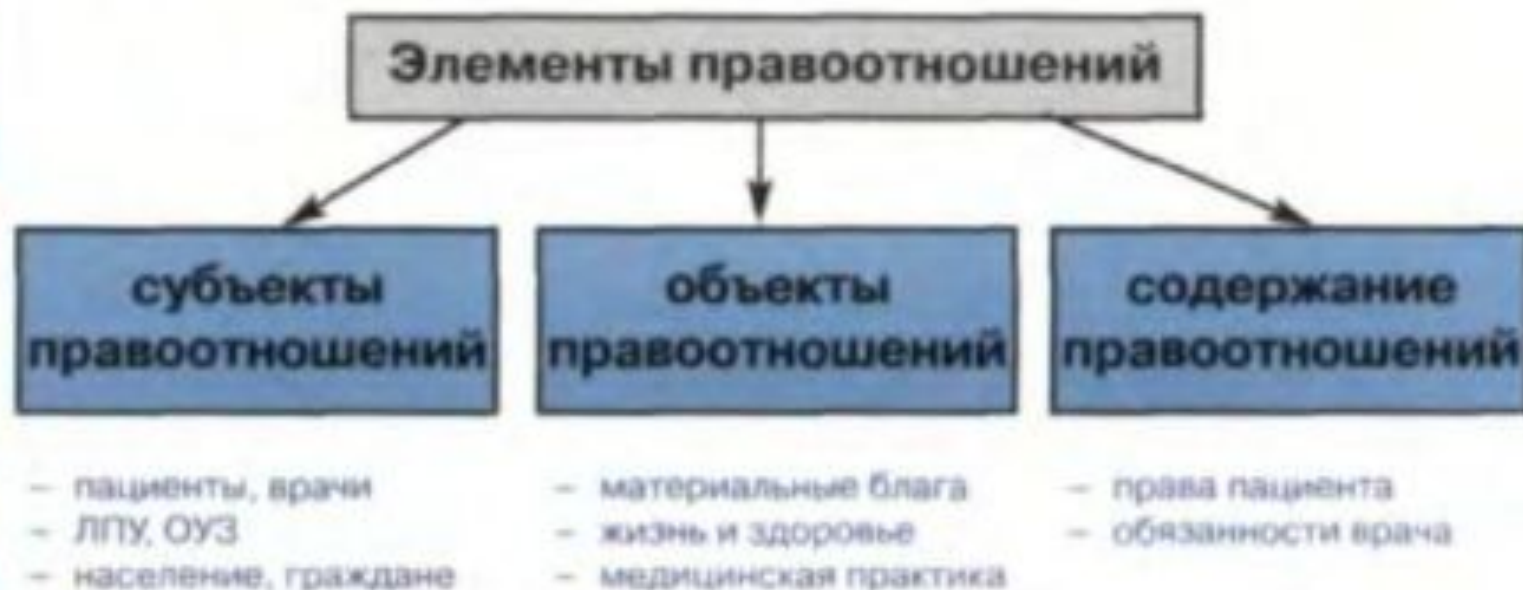 Элементы правоотношений
субъекты
правоотношений
объекты
правоотношений
содержание
правоотношений
– пациенты, врачи
– ЛПУ, ОУЗ
– население, граждане
– материальные блага
– жизнь и здоровье
– медицинская практика
– права пациента
– обязанности врача